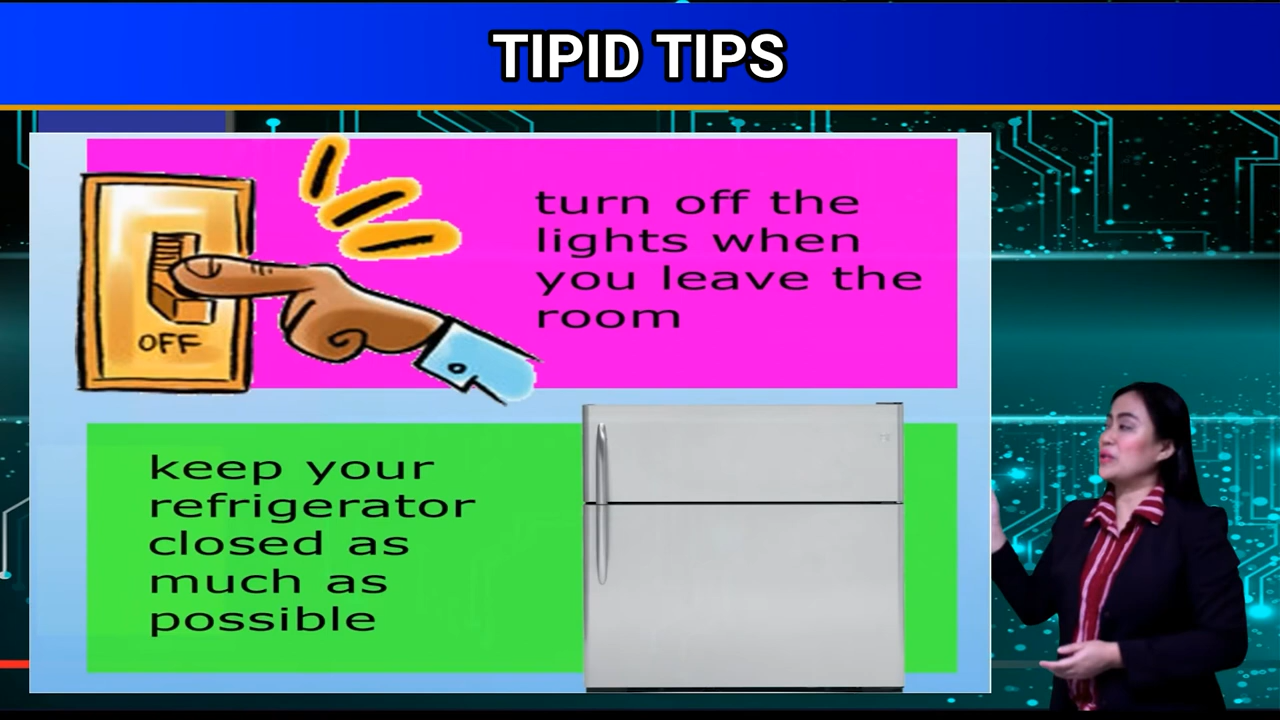 TIPID TIPS
turn off the
lights when
you leave the
room
OFF
keep your
refrigerator
closed as
much as
possible